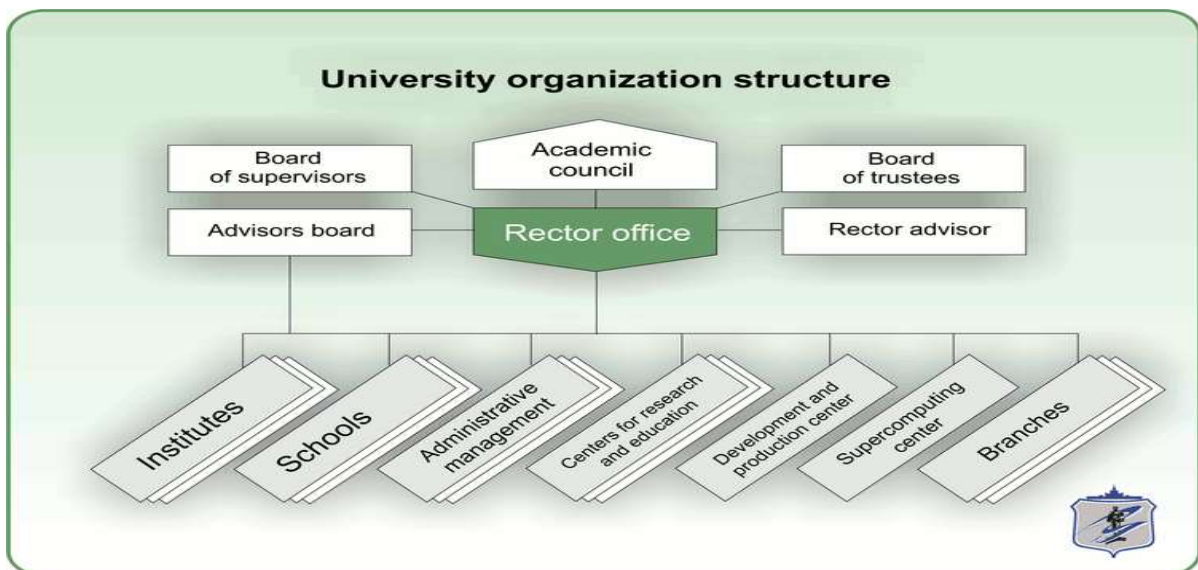 University organization structure
Board
of supervisors
Academic
council
Board
of trustees
Advisors board
Rector office
Rector advisor
Institutes
Schools
Administrative
management
Centers for research
and education
Development and
production center
Supercomputing
center
Branches